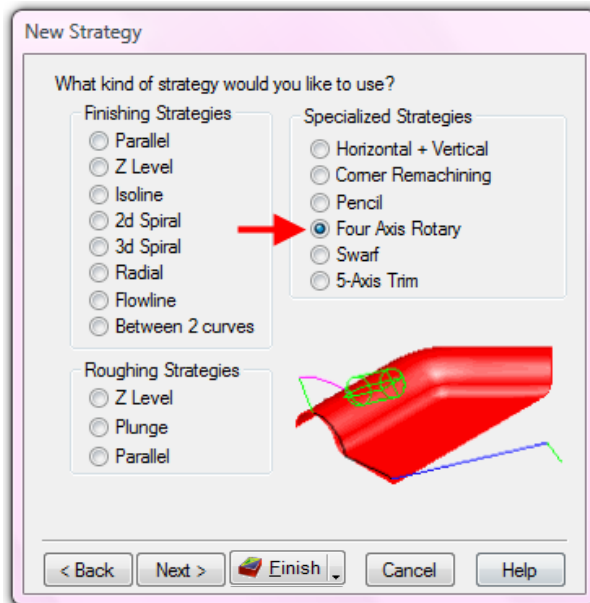 New Strategy
What kind of strategy would you like to use?
Finishing Strategies
Parallel
Z Level
Isoline
2d Spiral
3d Spiral
Radial
Flowline
Between 2 curves
Specialized Strategies
Horizontal + Vertical
Corner Remachining
Pencil
Four Axis Rotary
Swarf
5-Axis Trim
Roughing Strategies
Z Level
Plunge
Parallel
< Back Next > Finish Cancel Help